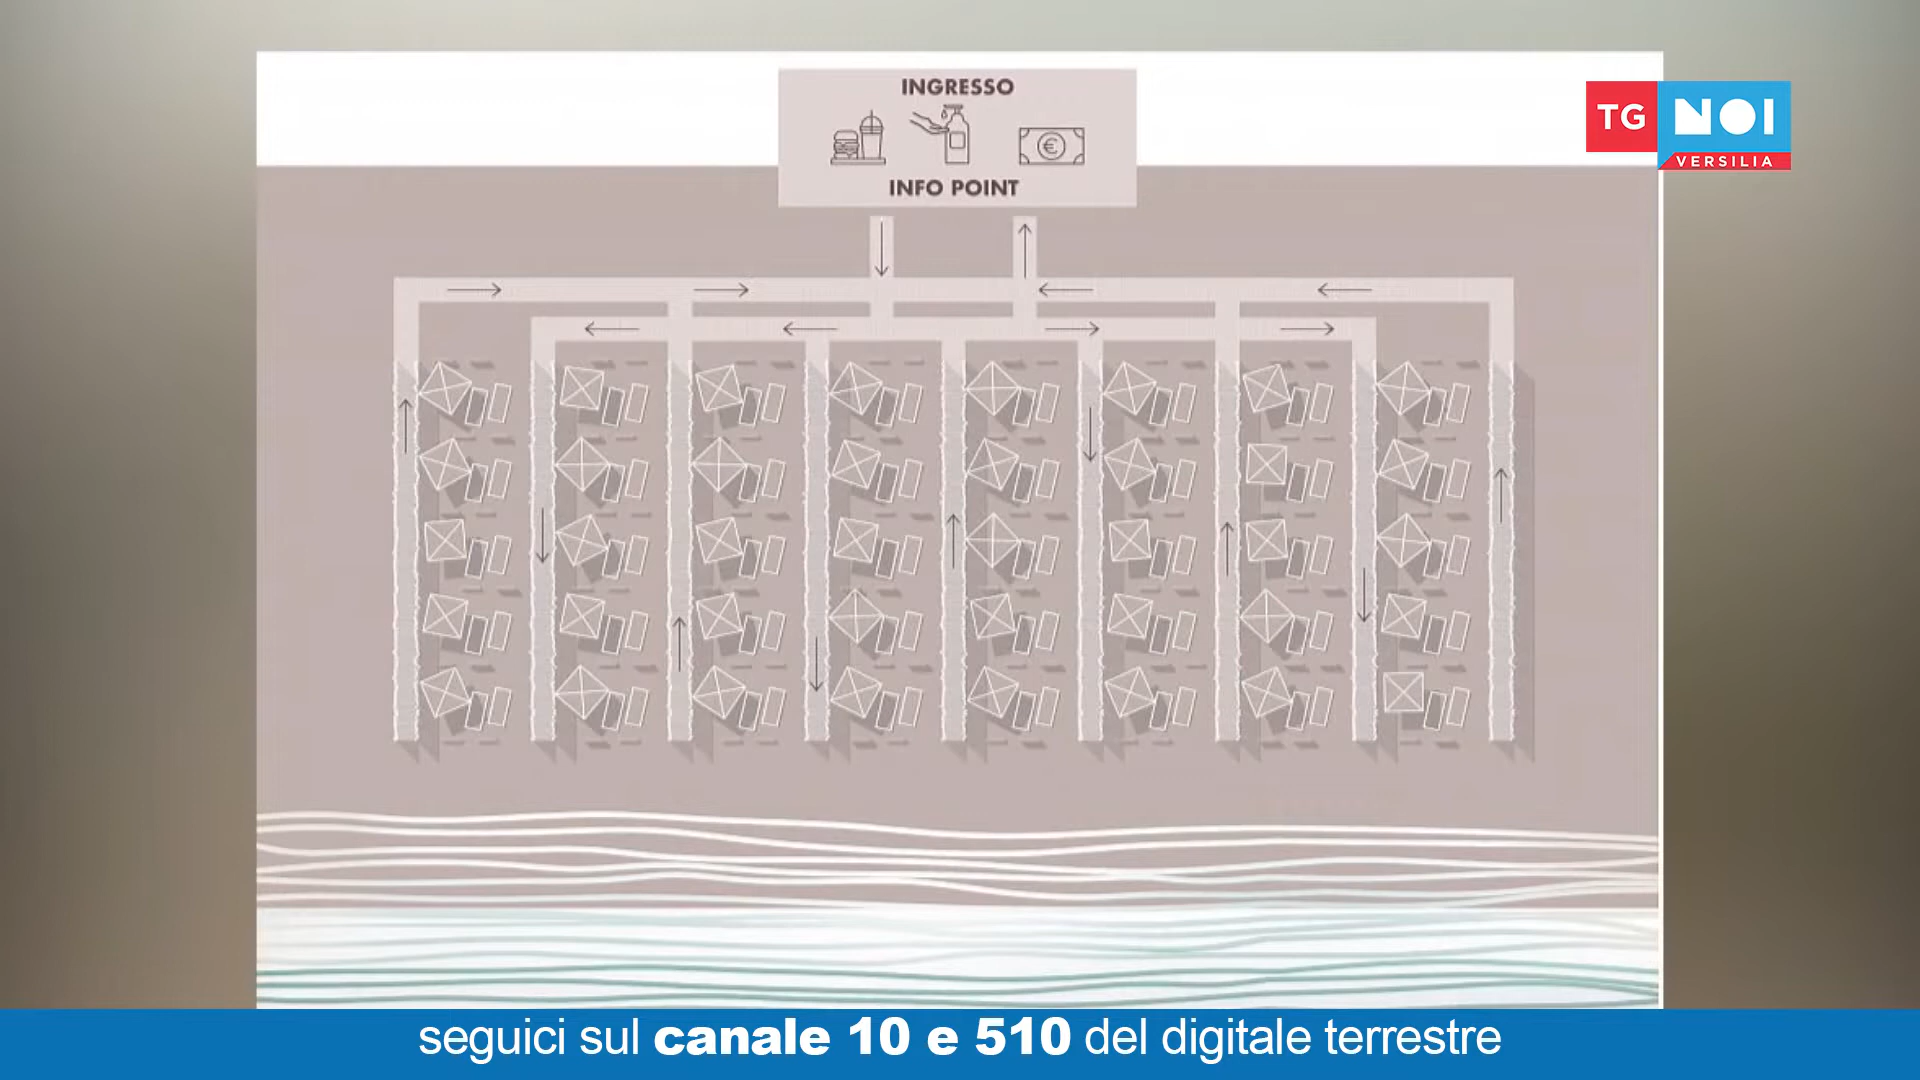 INGRESSO
€
INFO POINT
TG NOI
VERSILIA
seguici sul canale 10 e 510 del digitale terrestre